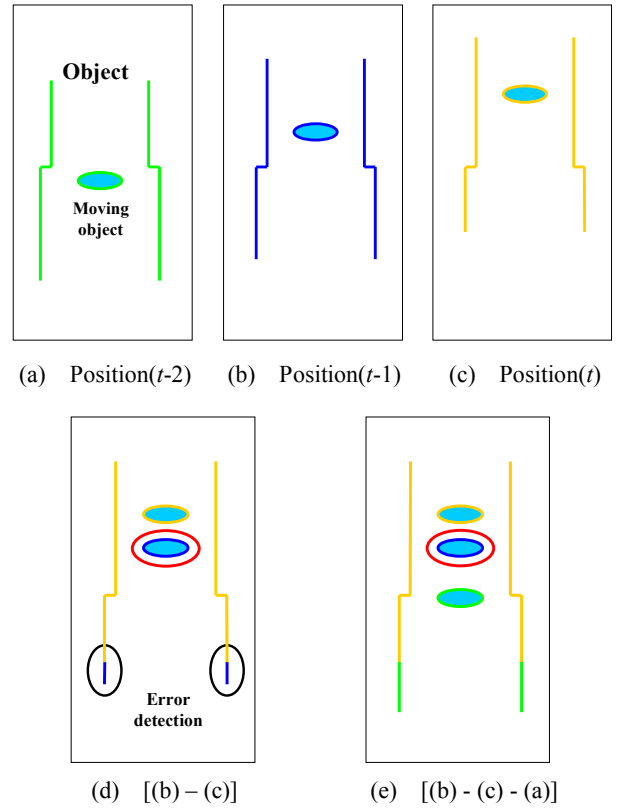 Object
Moving
object
(a) Position(t-2)
(b) Position(t-1)
(c) Position(t)
Error
detection
(d) [(b) – (c)]
(e) [(b) - (c) - (a)]